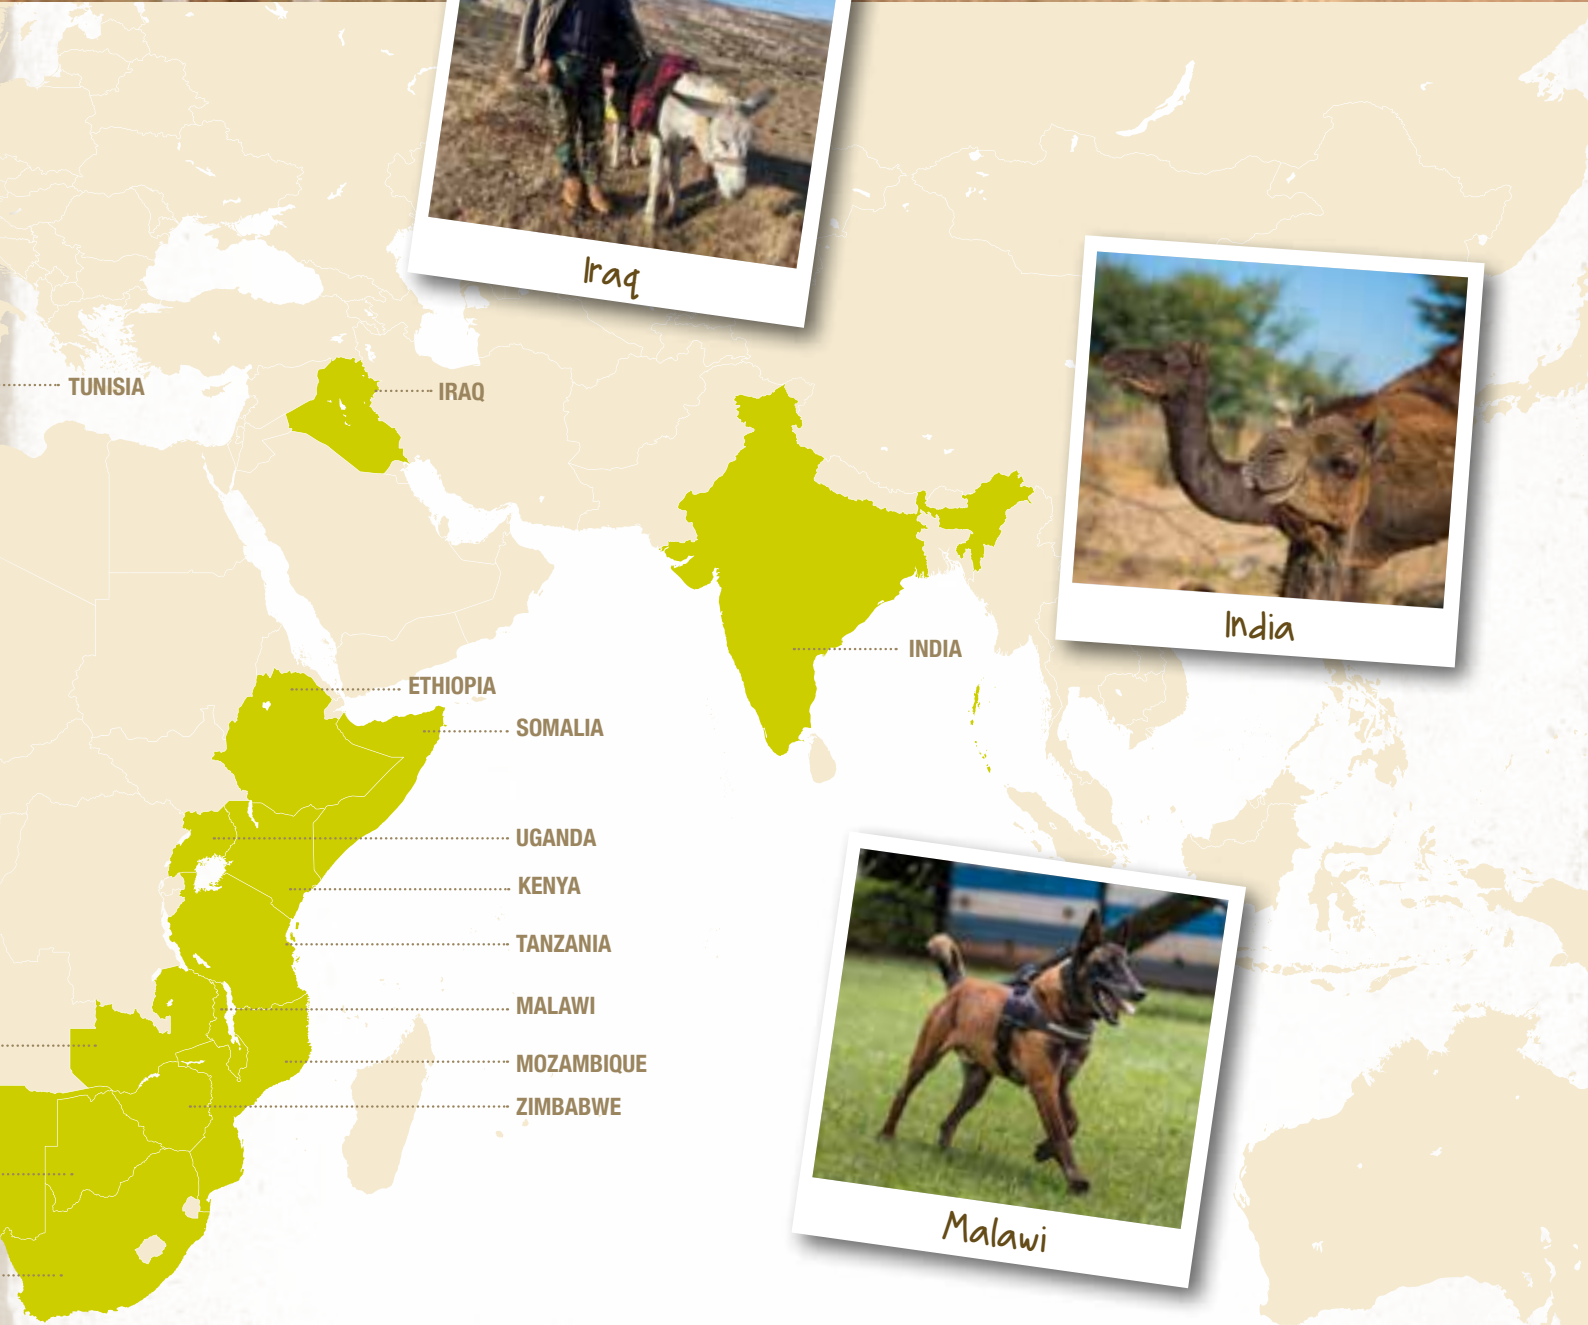 Iraq
TUNISIA
IRAQ
India
INDIA
ETHIOPIA
SOMALIA
UGANDA
KENYA
TANZANIA
MALAWI
MOZAMBIQUE
ZIMBABWE
Malawi